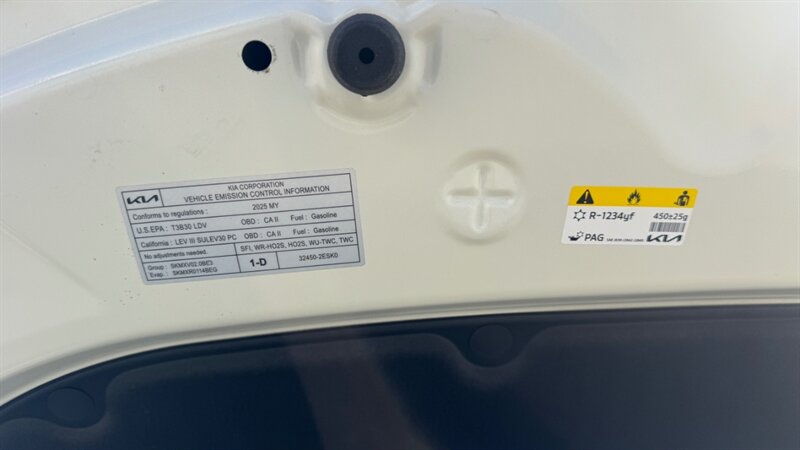 KIA KIA CORPORATION
VEHICLE EMISSION CONTROL INFORMATION
Conforms to regulations : 2025 MY
U.S.EPA : T3B30 LDV OBD : CA II Fuel : Gasoline
California : LEV III SULEV30 PC OBD : CA II Fuel : Gasoline
No adjustments needed. SFI, WR-HO2S, HO2S, WU-TWC, TWC
Group : SKMXV02.0BE3 1-D 32450-2ESK0
Evap. : SKMXR0114BEG
R-1234yf 450±25g
PAG KIA